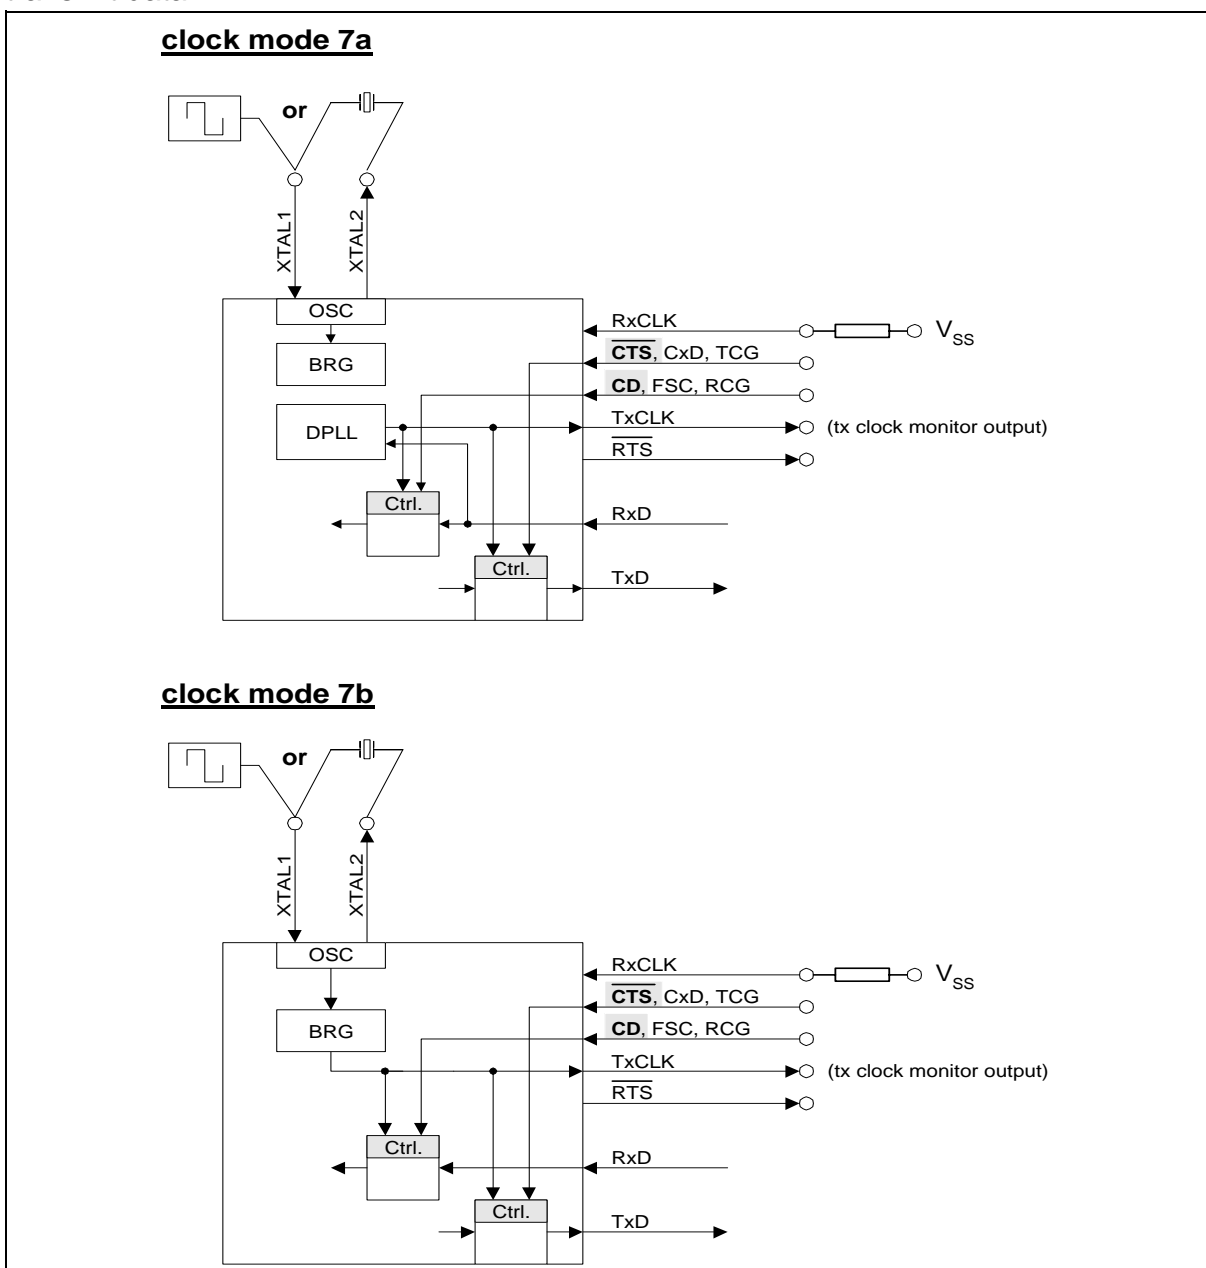 clock mode 7a
or
XTAL1
XTAL2
OSC
BRG
DPLL
Ctrl.
Ctrl.
RxCLK
VSS
CTS, CxD, TCG
CD, FSC, RCG
TxCLK
(tx clock monitor output)
RTS
RxD
TxD
clock mode 7b
or
XTAL1
XTAL2
OSC
BRG
Ctrl.
Ctrl.
RxCLK
VSS
CTS, CxD, TCG
CD, FSC, RCG
TxCLK
(tx clock monitor output)
RTS
RxD
TxD